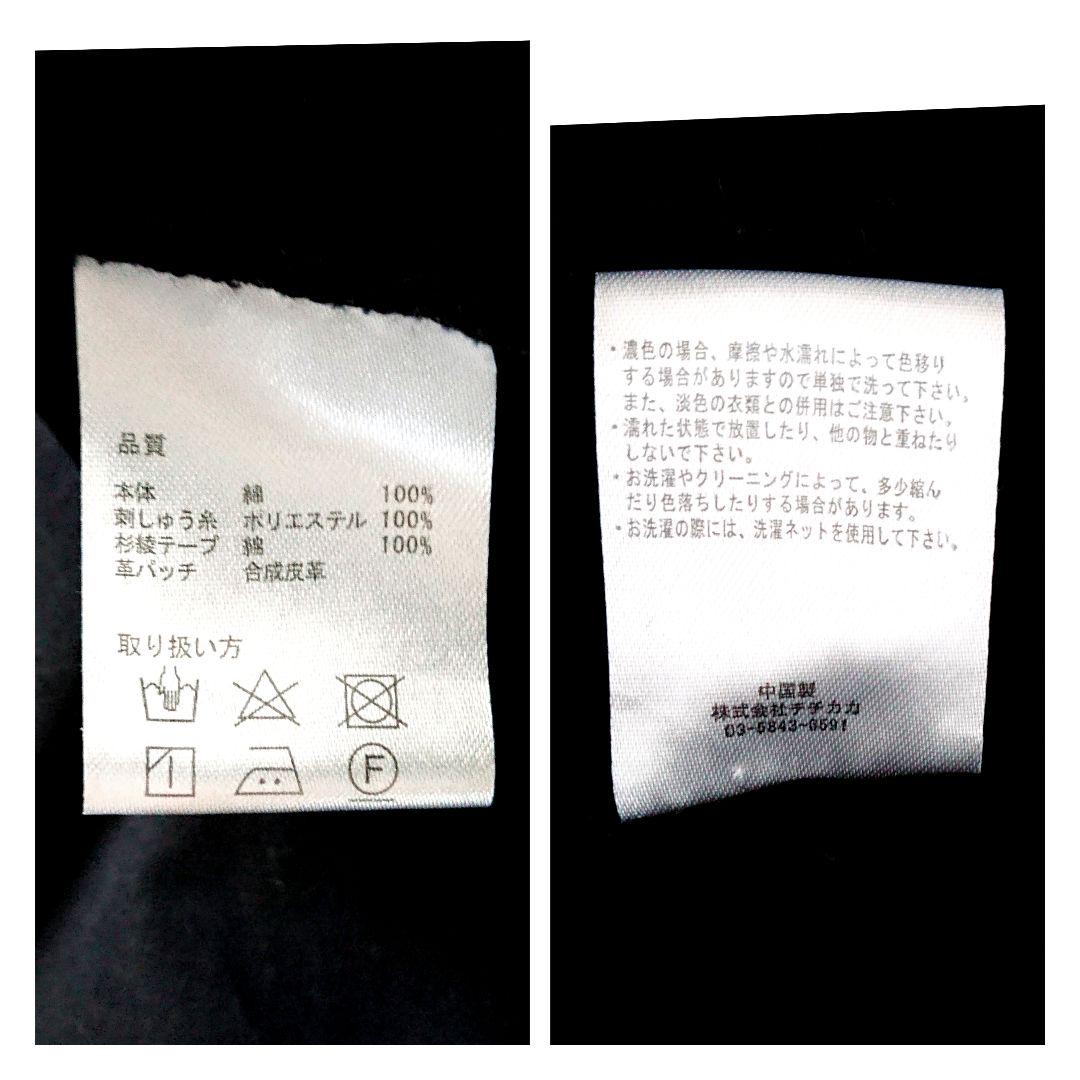 品質
本体 綿 100%
刺しゅう糸 ポリエステル 100%
杉綾テープ 綿 100%
革パッチ 合成皮革
取り扱い方
F
・濃色の場合、摩擦や水濡れによって色移り
する場合がありますので単独で洗って下さい。
また、淡色の衣類との併用はご注意下さい。
・濡れた状態で放置したり、他の物と重ねたり
しないで下さい。
・お洗濯やクリーニングによって、多少縮ん
だり色落ちしたりする場合があります。
・お洗濯の際には、洗濯ネットを使用して下さい。
中国製
株式会社チチカカ
03-5843-6591